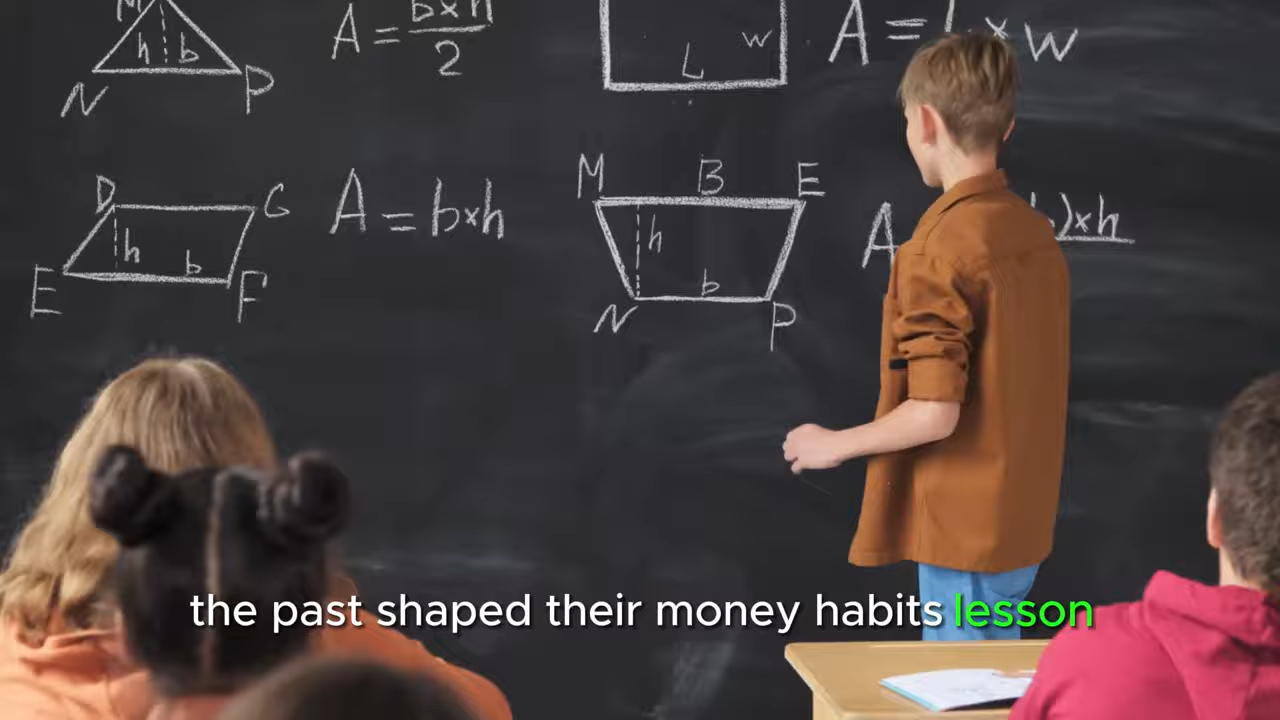 M
h b
N P
A = b×h
2
w
L
A = L × w
D G
h
b
E F
A = b×h
M B E
h
b
N P
A
)×h
the past shaped their money habits lesson